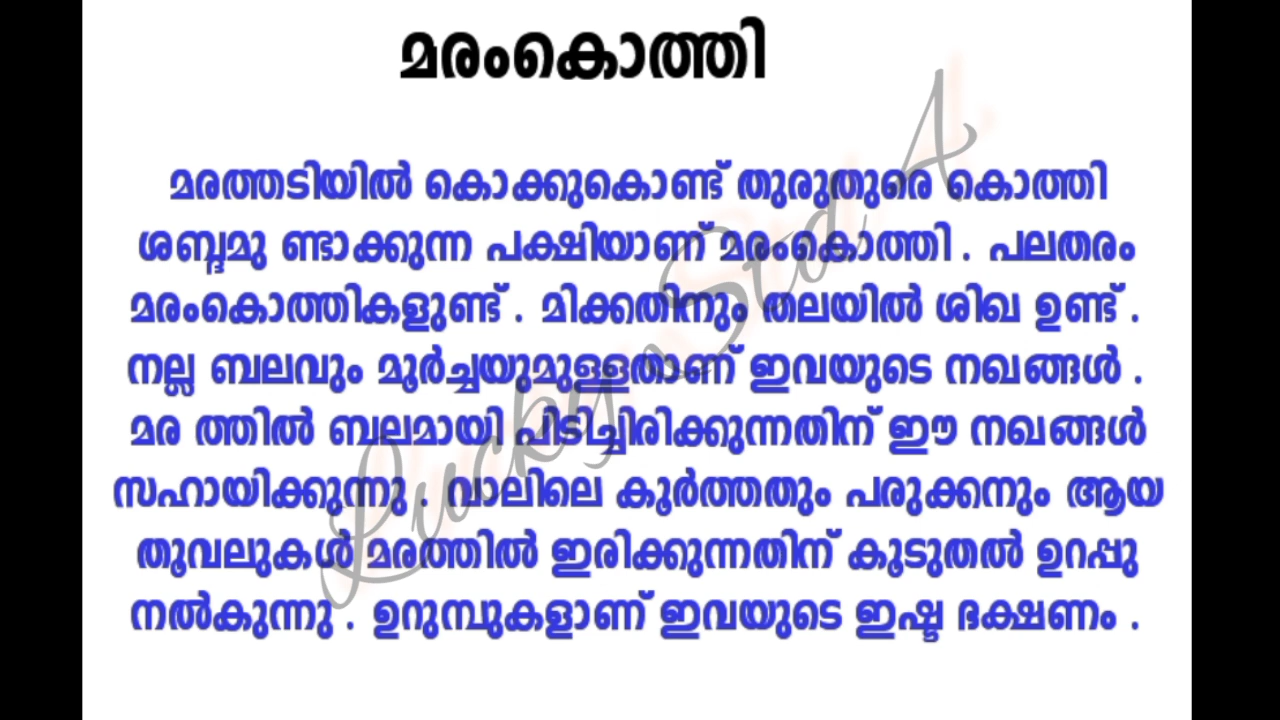 മരംകൊത്തി
മരത്തടിയിൽ കൊക്കുകൊണ്ട് തുരുതുരെ കൊത്തി
ശബ്ദമു ണ്ടാക്കുന്ന പക്ഷിയാണ് മരംകൊത്തി . പലതരം
മരംകൊത്തികളുണ്ട് . മിക്കതിനും തലയിൽ ശിഖ ഉണ്ട് .
നല്ല ബലവും മൂർച്ചയുമുള്ളതാണ് ഇവയുടെ നഖങ്ങൾ .
മര ത്തിൽ ബലമായി പിടിച്ചിരിക്കുന്നതിന് ഈ നഖങ്ങൾ
സഹായിക്കുന്നു . വാലിലെ കൂർത്തതും പരുക്കനും ആയ
തൂവലുകൾ മരത്തിൽ ഇരിക്കുന്നതിന് കൂടുതൽ ഉറപ്പു
നൽകുന്നു . ഉറുമ്പുകളാണ് ഇവയുടെ ഇഷ്ട ഭക്ഷണം .
Lucky's Std A